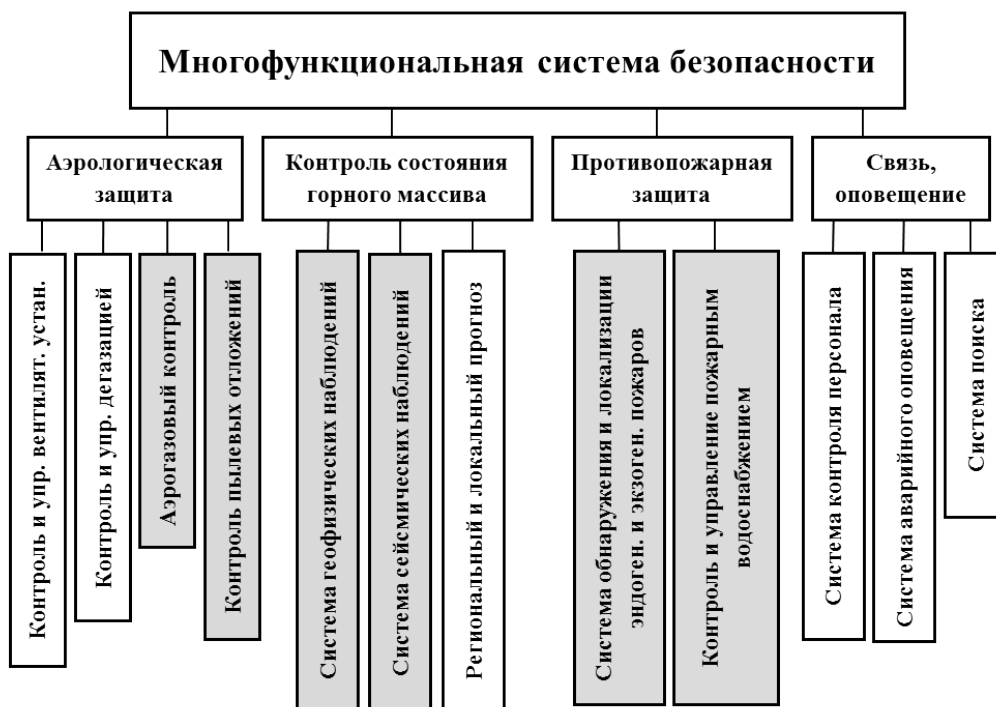 Многофункциональная система безопасности
Аэрологическая
защита
Контроль состояния
горного массива
Противопожарная
защита
Связь,
оповещение
Контроль и упр. вентилят. устан.
Контроль и упр. дегазацией
Аэрогазовый контроль
Контроль пылевых отложений
Система геофизических наблюдений
Система сейсмических наблюдений
Региональный и локальный прогноз
Система обнаружения и локализации
эндоген. и экзоген. пожаров
Контроль и управление пожарным
водоснабжением
Система контроля персонала
Система аварийного оповещения
Система поиска